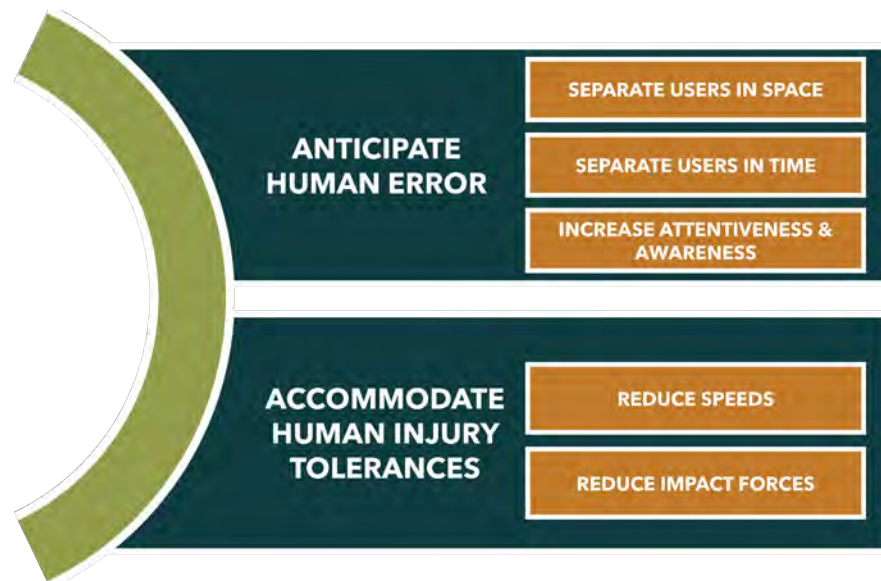 ANTICIPATE
HUMAN ERROR
SEPARATE USERS IN SPACE
SEPARATE USERS IN TIME
INCREASE ATTENTIVENESS &
AWARENESS
ACCOMMODATE
HUMAN INJURY
TOLERANCES
REDUCE SPEEDS
REDUCE IMPACT FORCES